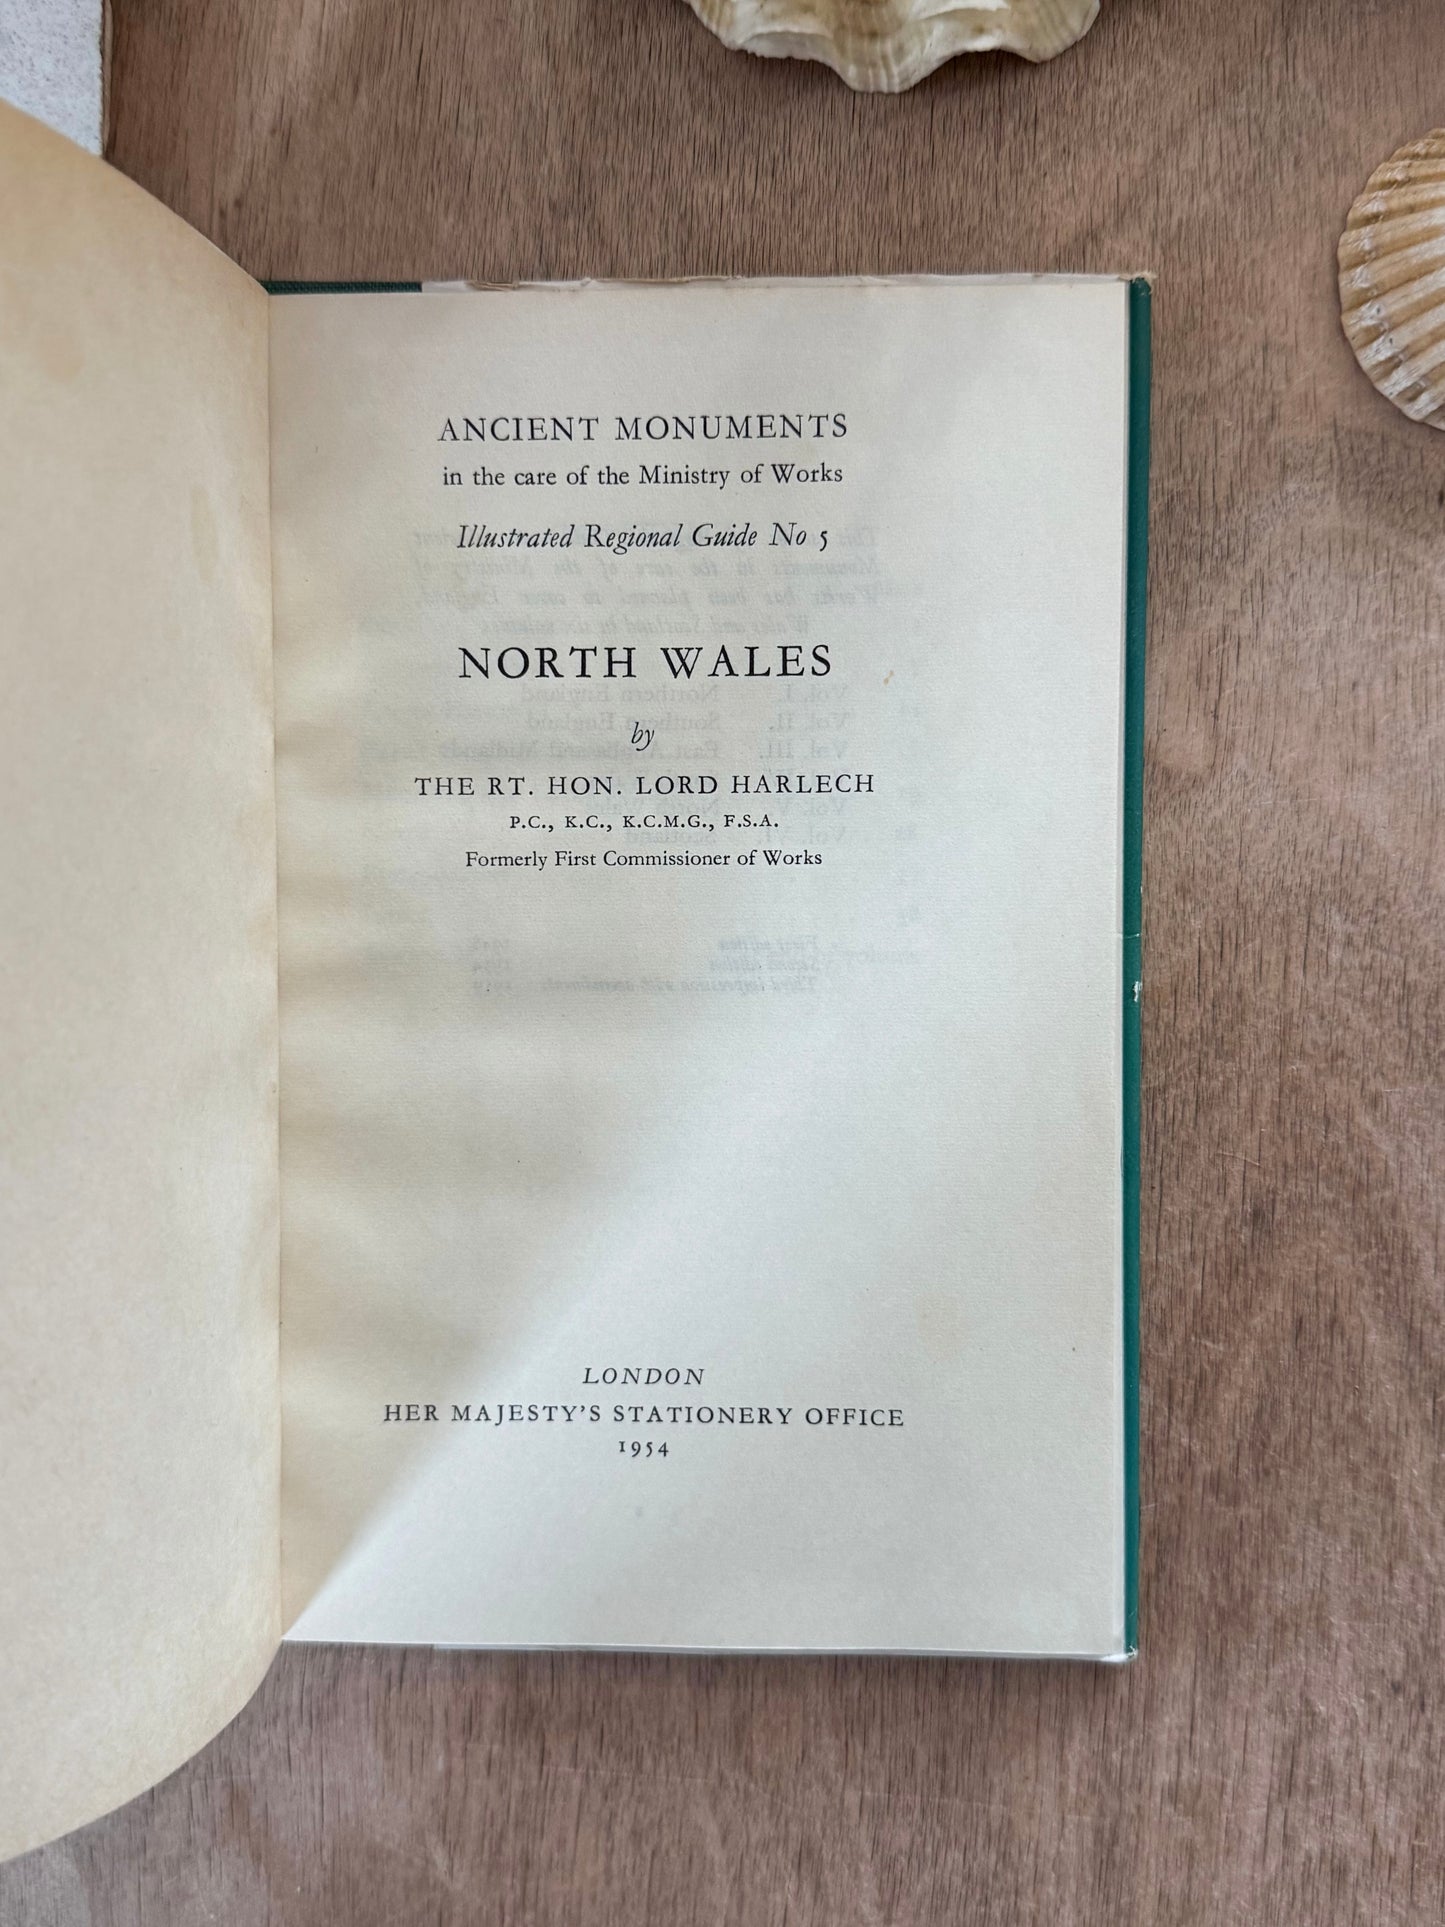 ANCIENT MONUMENTS
in the care of the Ministry of Works
Illustrated Regional Guide No 5
NORTH WALES
by
THE RT. HON. LORD HARLECH
P.C., K.C., K.C.M.G., F.S.A.
Formerly First Commissioner of Works
LONDON
HER MAJESTY'S STATIONERY OFFICE
1954